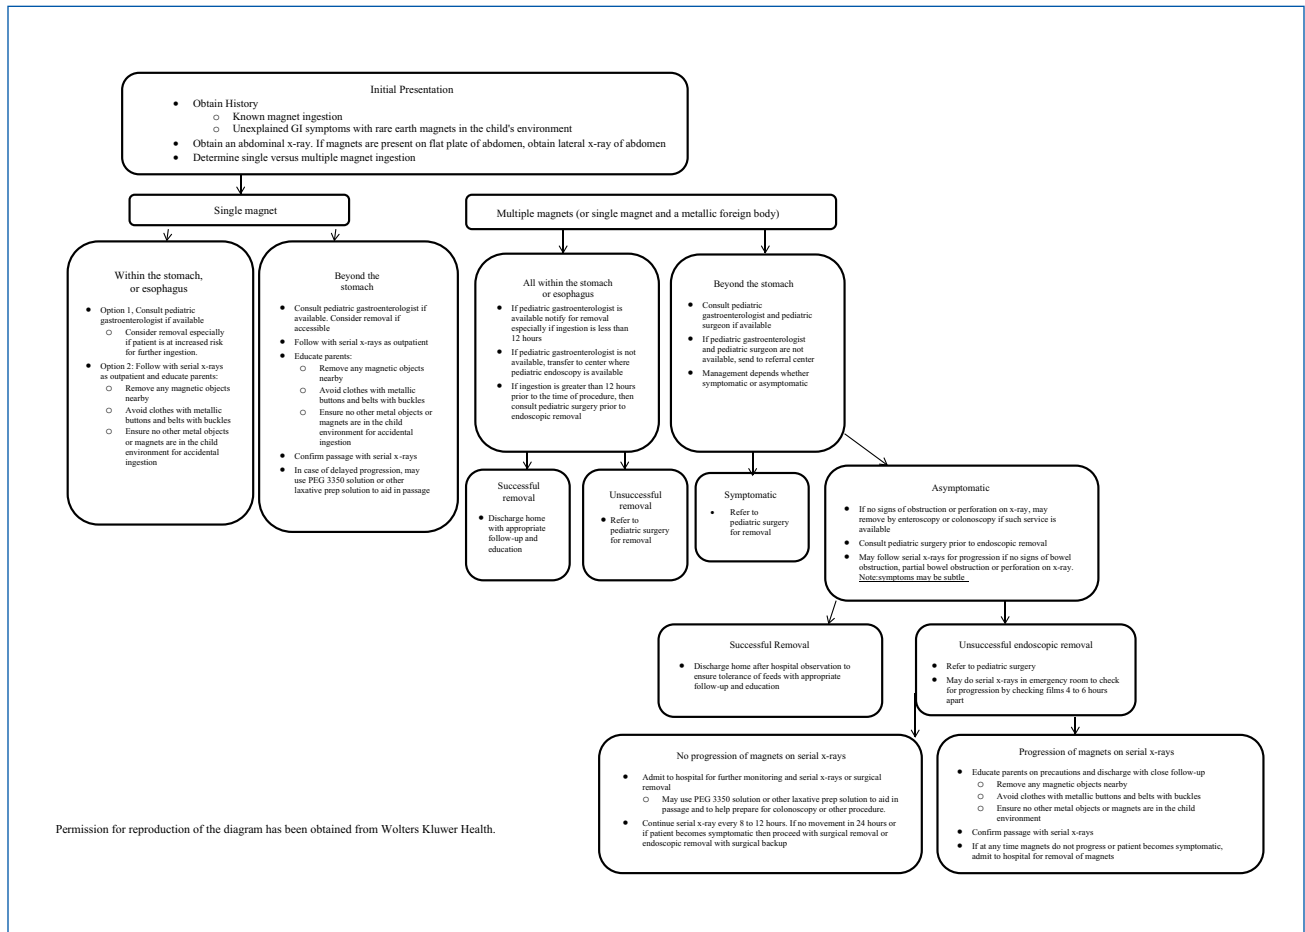 Initial Presentation
● Obtain History
○ Known magnet ingestion
○ Unexplained GI symptoms with rare earth magnets in the child's environment
● Obtain an abdominal x-ray. If magnets are present on flat plate of abdomen, obtain lateral x-ray of abdomen
● Determine single versus multiple magnet ingestion
Single magnet
Multiple magnets (or single magnet and a metallic foreign body)
Within the stomach,
or esophagus
● Option 1, Consult pediatric
gastroenterologist if available
○ Consider removal especially
if patient is at increased risk
for further ingestion.
● Option 2: Follow with serial x-rays
as outpatient and educate parents:
○ Remove any magnetic objects
nearby
○ Avoid clothes with metallic
buttons and belts with buckles
○ Ensure no other metal objects
or magnets are in the child
environment for accidental
ingestion
Beyond the
stomach
● Consult pediatric gastroenterologist if
available. Consider removal if
accessible
● Follow with serial x-rays as outpatient
● Educate parents:
○ Remove any magnetic objects
nearby
○ Avoid clothes with metallic
buttons and belts with buckles
○ Ensure no other metal objects or
magnets are in the child
environment for accidental
ingestion
● Confirm passage with serial x-rays
● In case of delayed progression, may
use PEG 3350 solution or other
laxative prep solution to aid in passage
All within the stomach
or esophagus
● If pediatric gastroenterologist is
available notify for removal
especially if ingestion is less than
12 hours
● If pediatric gastroenterologist is not
available, transfer to center where
pediatric endoscopy is available
● If ingestion is greater than 12 hours
prior to the time of procedure, then
consult pediatric surgery prior to
endoscopic removal
Beyond the stomach
● Consult pediatric
gastroenterologist and pediatric
surgeon if available
● If pediatric gastroenterologist
and pediatric surgeon are not
available, send to referral center
● Management depends whether
symptomatic or asymptomatic
Successful
removal
● Discharge home
with appropriate
follow-up and
education
Unsuccessful
removal
● Refer to
pediatric surgery
for removal
Symptomatic
• Refer to
pediatric surgery
for removal
Asymptomatic
● If no signs of obstruction or perforation on x-ray, may
remove by enteroscopy or colonoscopy if such service is
available
● Consult pediatric surgery prior to endoscopic removal
● May follow serial x-rays for progression if no signs of bowel
obstruction, partial bowel obstruction or perforation on x-ray.
Note:symptoms may be subtle
Successful Removal
● Discharge home after hospital observation to
ensure tolerance of feeds with appropriate
follow-up and education
Unsuccessful endoscopic removal
● Refer to pediatric surgery
● May do serial x-rays in emergency room to check
for progression by checking films 4 to 6 hours
apart
No progression of magnets on serial x-rays
● Admit to hospital for further monitoring and serial x-rays or surgical
removal
○ May use PEG 3350 solution or other laxative prep solution to aid in
passage and to help prepare for colonoscopy or other procedure.
● Continue serial x-ray every 8 to 12 hours. If no movement in 24 hours or
if patient becomes symptomatic then proceed with surgical removal or
endoscopic removal with surgical backup
Progression of magnets on serial x-rays
● Educate parents on precautions and discharge with close follow-up
○ Remove any magnetic objects nearby
○ Avoid clothes with metallic buttons and belts with buckles
○ Ensure no other metal objects or magnets are in the child
environment
● Confirm passage with serial x-rays
● If at any time magnets do not progress or patient becomes symptomatic,
admit to hospital for removal of magnets
Permission for reproduction of the diagram has been obtained from Wolters Kluwer Health.